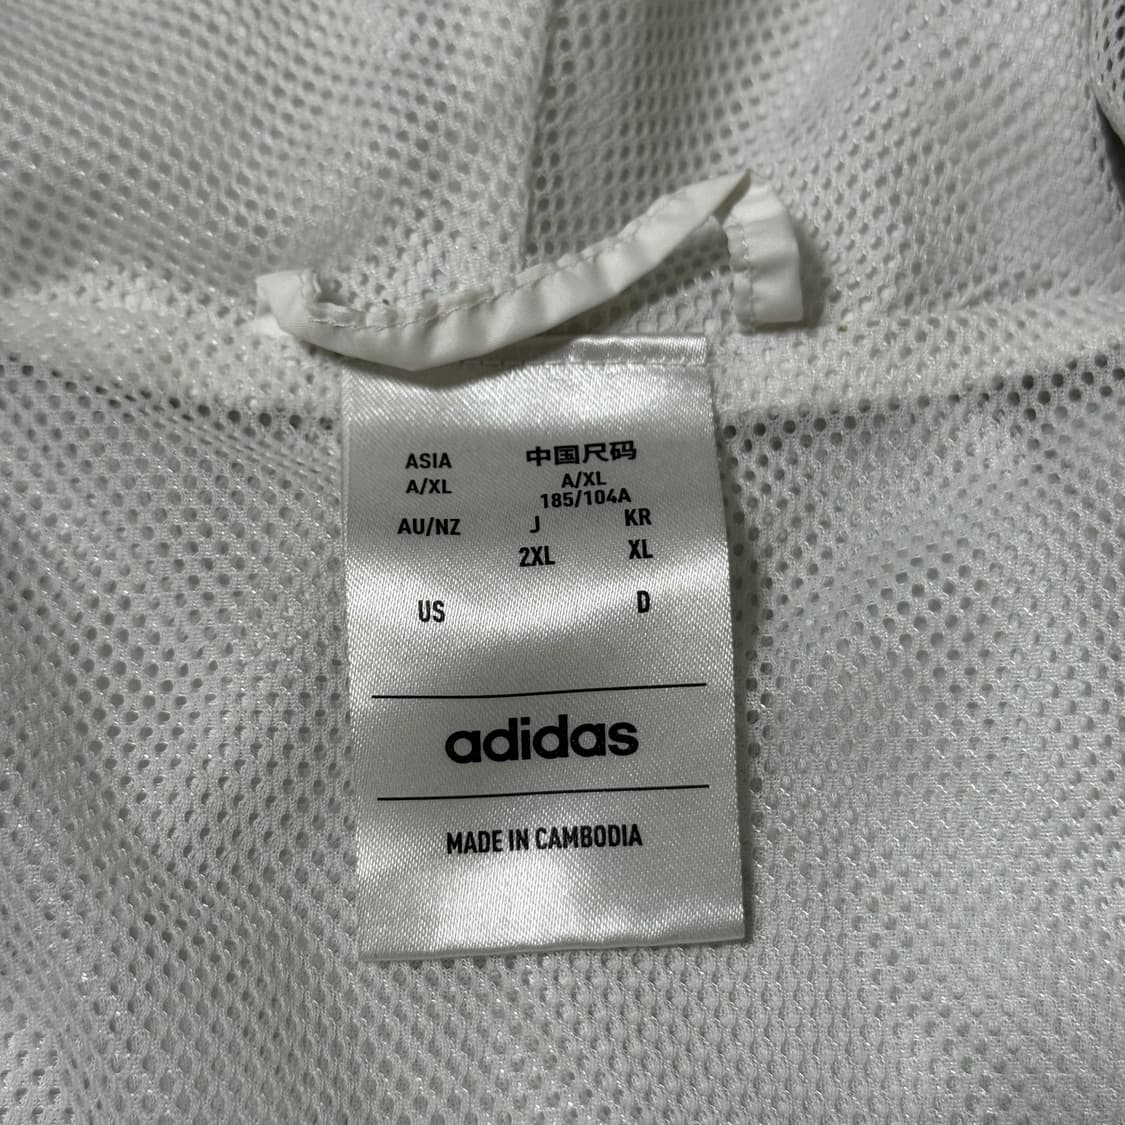 ASIA 中国尺码
A/XL A/XL
185/104A
AU/NZ J KR
2XL XL
US D
adidas
MADE IN CAMBODIA